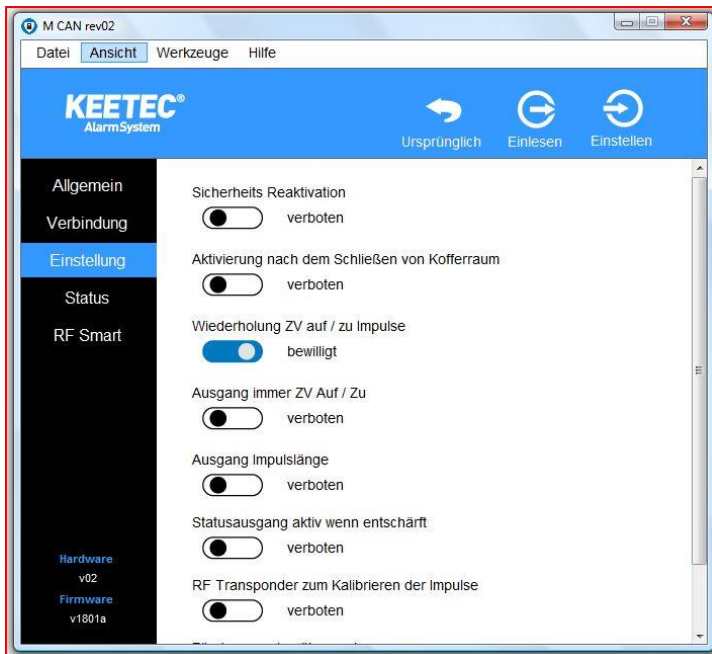 M CAN rev02
Datei Ansicht Werkzeuge Hilfe
KEETEC®
AlarmSystem
Ursprünglich Einlesen Einstellen
Allgemein
Verbindung
Einstellung
Status
RF Smart
Hardware
v02
Firmware
v1801a
Sicherheits Reaktivation
verboten
Aktivierung nach dem Schließen von Kofferraum
verboten
Wiederholung ZV auf / zu Impulse
bewilligt
Ausgang immer ZV Auf / Zu
verboten
Ausgang Impulslänge
verboten
Statusausgang aktiv wenn entschärft
verboten
RF Transponder zum Kalibrieren der Impulse
verboten